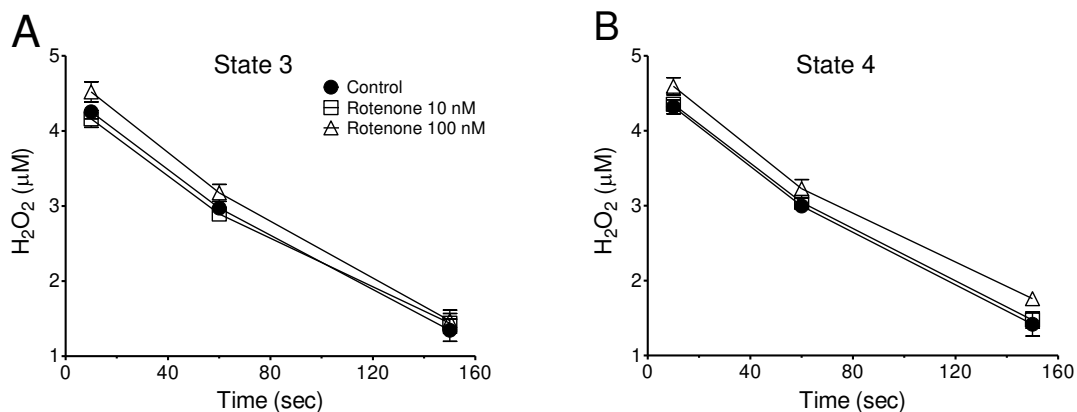 A
State 3
Control
Rotenone 10 nM
Rotenone 100 nM
5
4
3
2
1
H₂O₂ (μM)
0 40 80 120 160
Time (sec)
B
State 4
5
4
3
2
1
H₂O₂ (μM)
0 40 80 120 160
Time (sec)